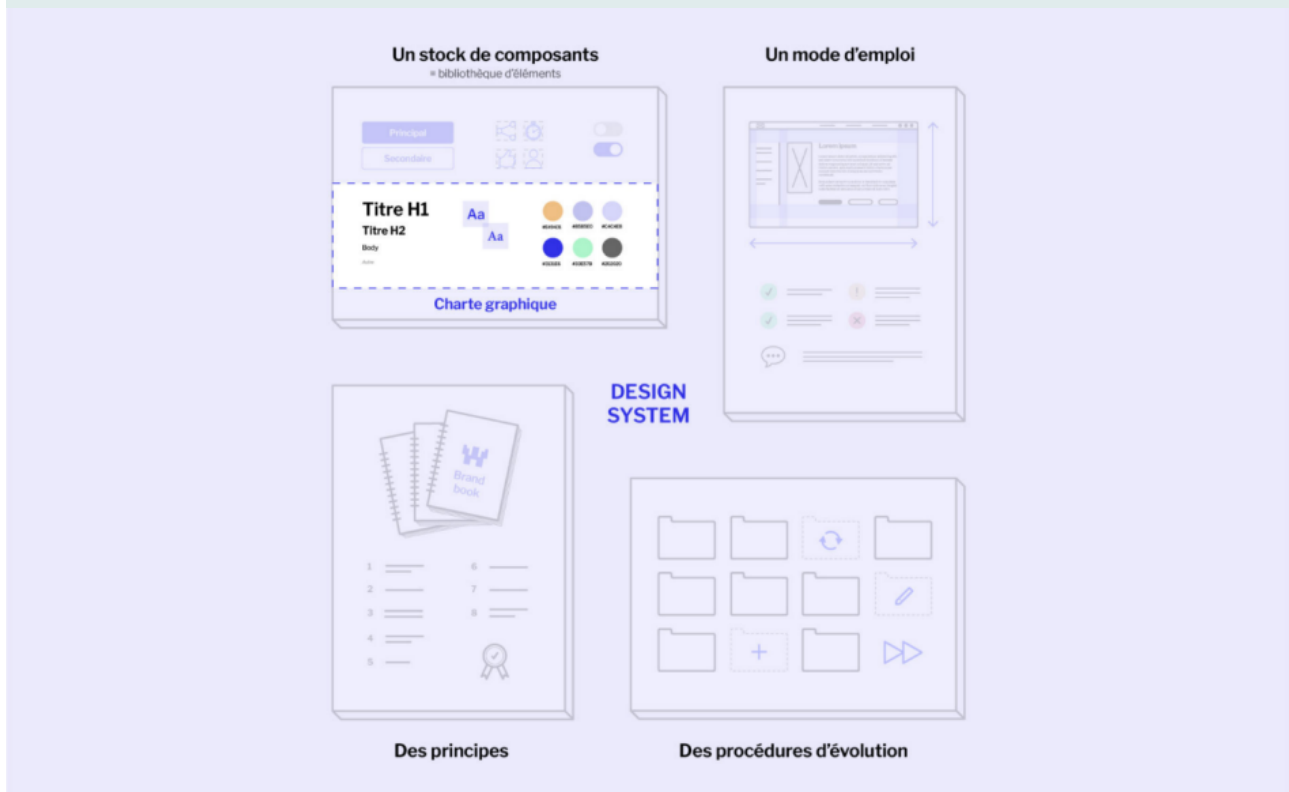 Un stock de composants
= bibliothèque d'éléments
Principal
Secondaire
Titre H1
Titre H2
Body
Aa
Aa
Charte graphique
Un mode d'emploi
Lorem ipsum
DESIGN
SYSTEM
Brand
book
1
2
3
4
5
6
7
8
Des principes
Des procédures d'évolution